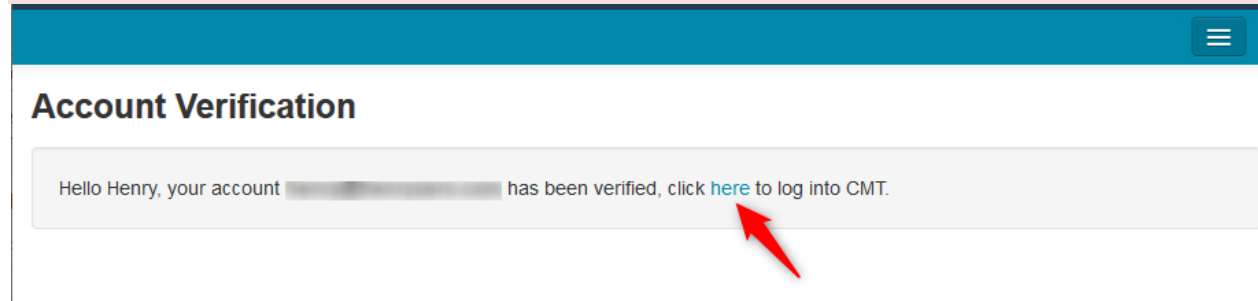 Account Verification
Hello Henry, your account has been verified, click here to log into CMT.